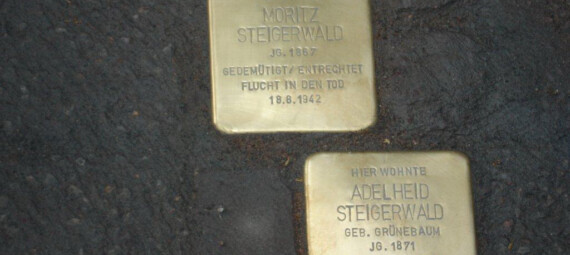 MORITZ
STEIGERWALD
JG. 1867
GEDEMÜTIGT/ENTRECHTET
FLUCHT IN DEN TOD
18.8.1942
HIER WOHNTE
ADELHEID
STEIGERWALD
GEB. GRÜNEBAUM
JG. 1871